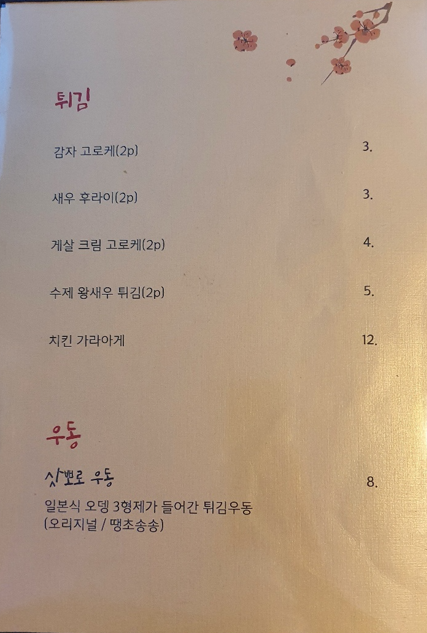 튀김
감자 고로케(2p) 3.
새우 후라이(2p) 3.
게살 크림 고로케(2p) 4.
수제 왕새우 튀김(2p) 5.
치킨 가라아게 12.
우동
삿뽀로 우동 8.
일본식 오뎅 3형제가 들어간 튀김우동
(오리지널 / 땡초송송)